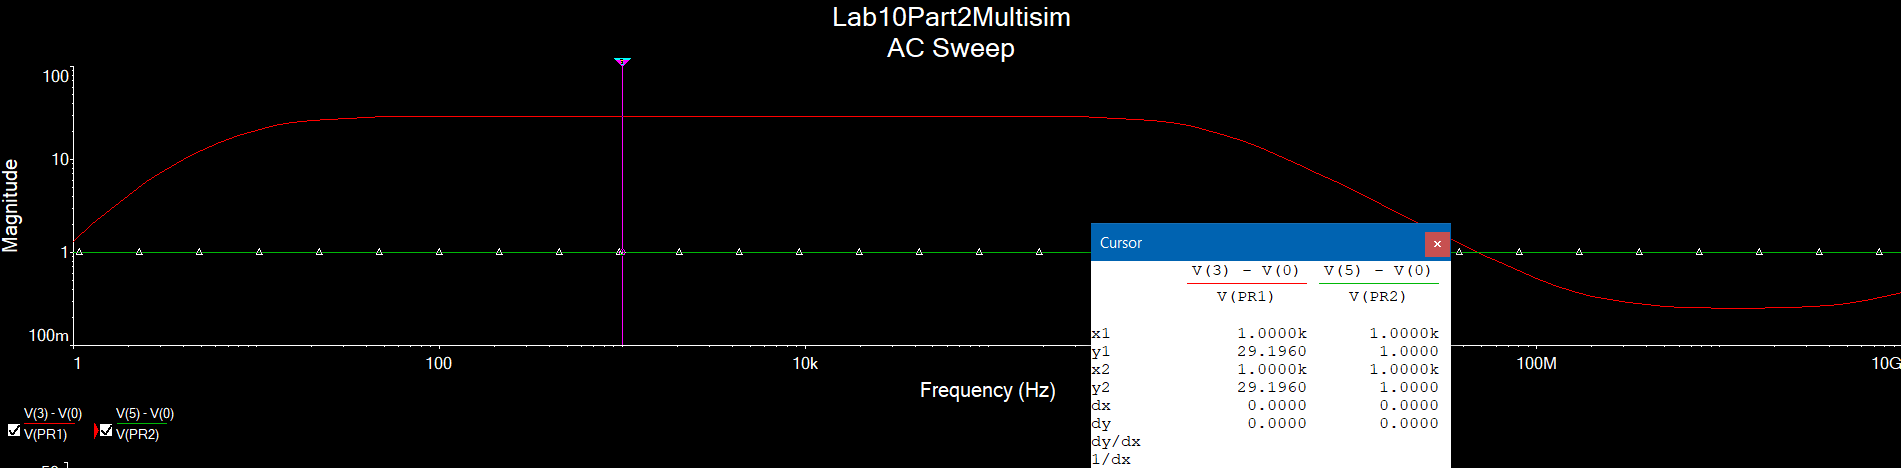 Lab10Part2Multisim
AC Sweep
Magnitude
100
10
1
100m
1
100
10k
100M
10G
Frequency (Hz)
Cursor
V(3) - V(0) V(5) - V(0)
V(PR1) V(PR2)
x1 1.0000k 1.0000k
y1 29.1960 1.0000
x2 1.0000k 1.0000k
y2 29.1960 1.0000
dx 0.0000 0.0000
dy 0.0000 0.0000
dy/dx
1/dx
V(3) - V(0) V(5) - V(0)
V(PR1) V(PR2)